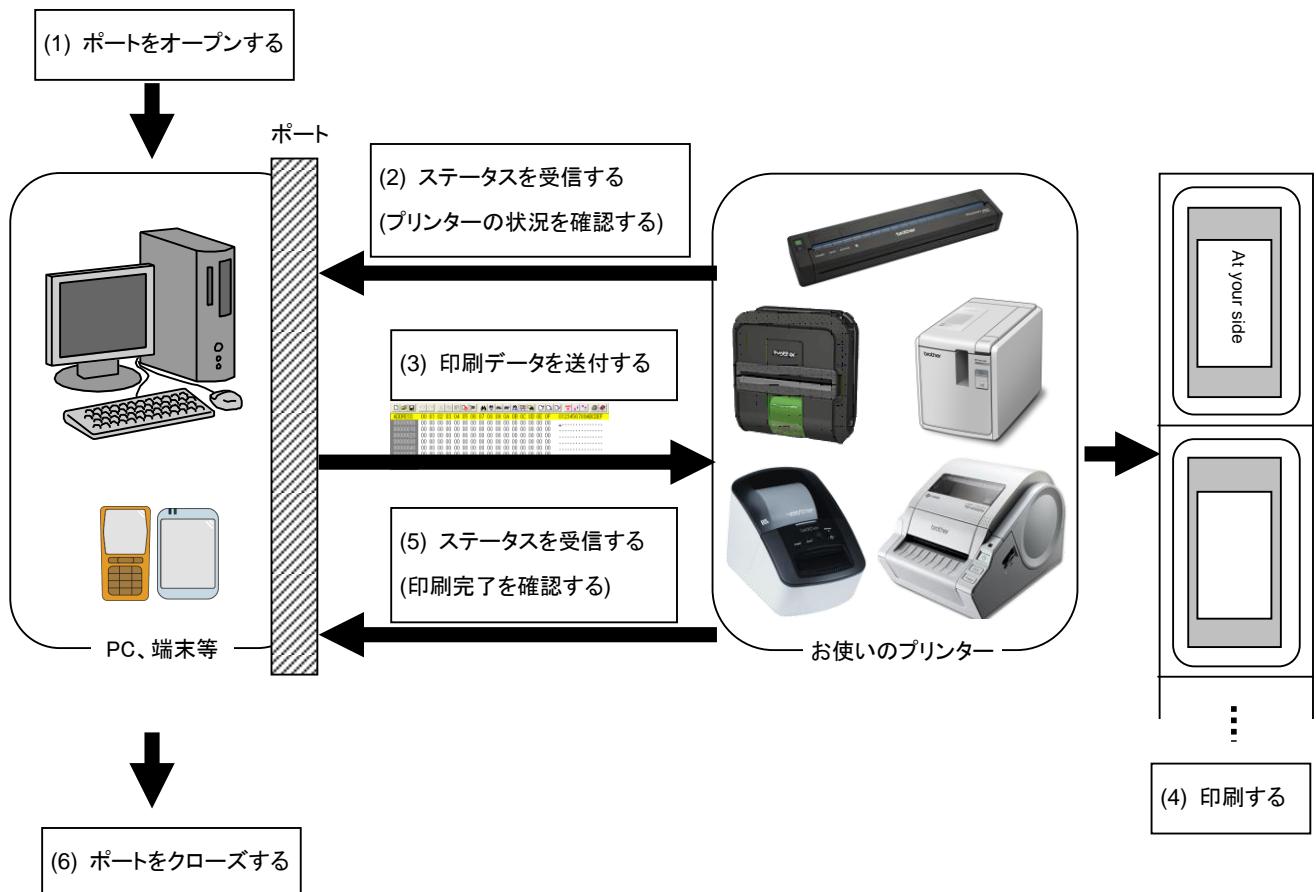 (1) ポートをオープンする
ポート
(2) ステータスを受信する
(プリンターの状況を確認する)
(3) 印刷データを送付する
(5) ステータスを受信する
(印刷完了を確認する)
PC、端末等
brother
brother
brother
brother
brother
お使いのプリンター
At your side
(4) 印刷する
(6) ポートをクローズする